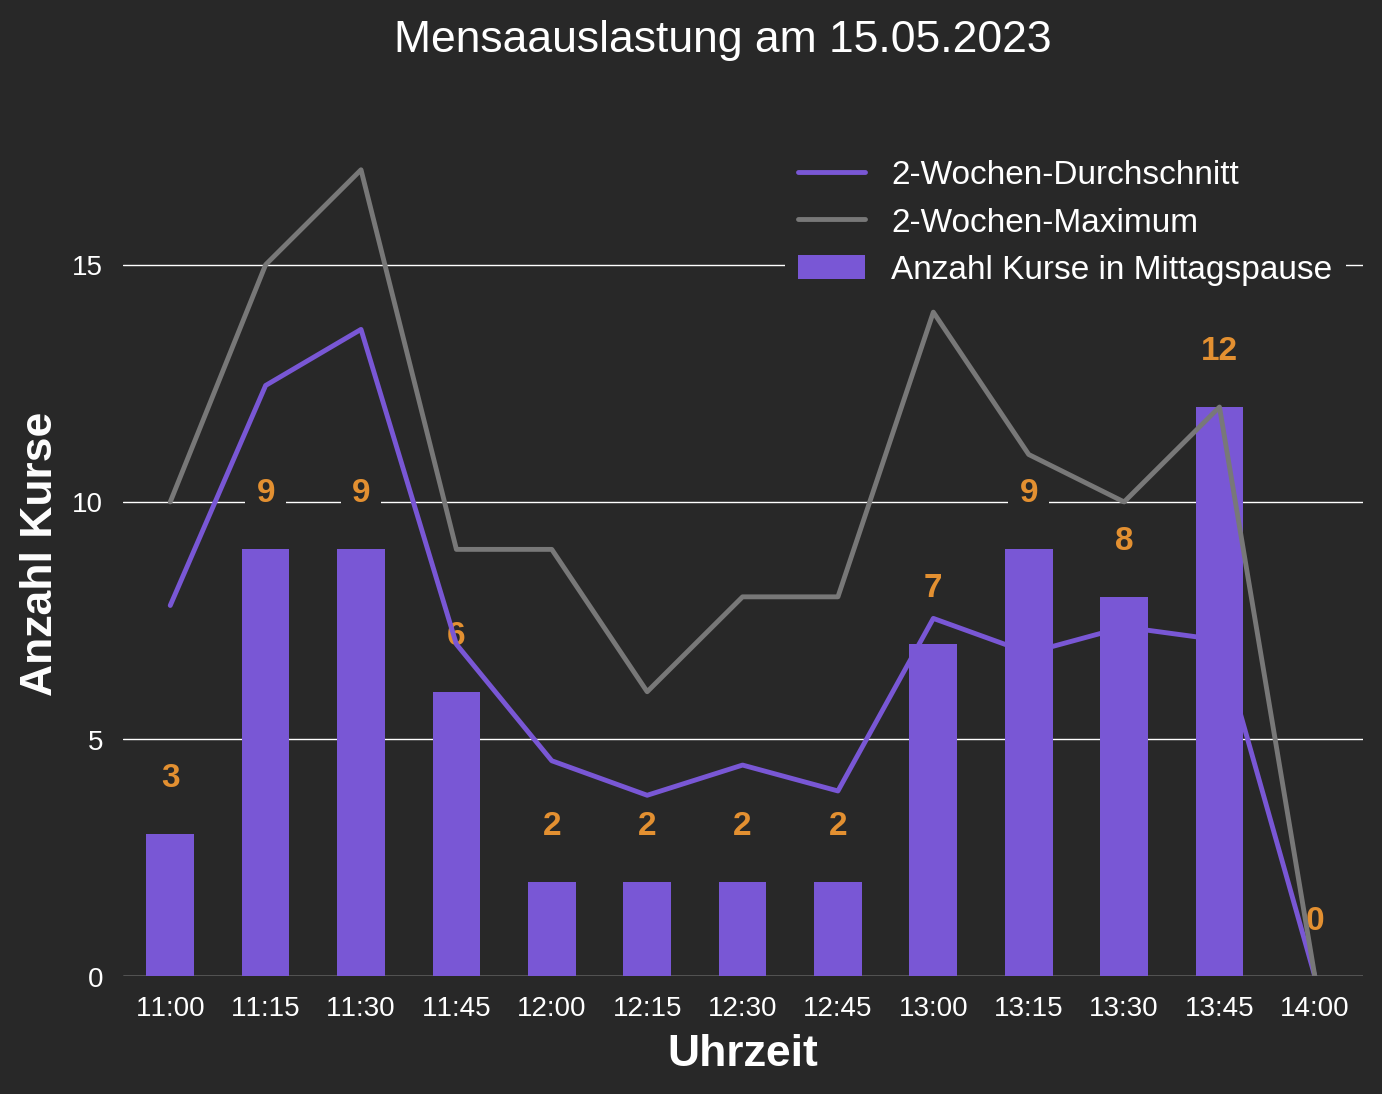 Mensaauslastung am 15.05.2023
2-Wochen-Durchschnitt
2-Wochen-Maximum
Anzahl Kurse in Mittagspause
Anzahl Kurse
15
10
5
0
3
9
9
6
2
2
2
2
7
9
8
12
0
11:00 11:15 11:30 11:45 12:00 12:15 12:30 12:45 13:00 13:15 13:30 13:45 14:00
Uhrzeit